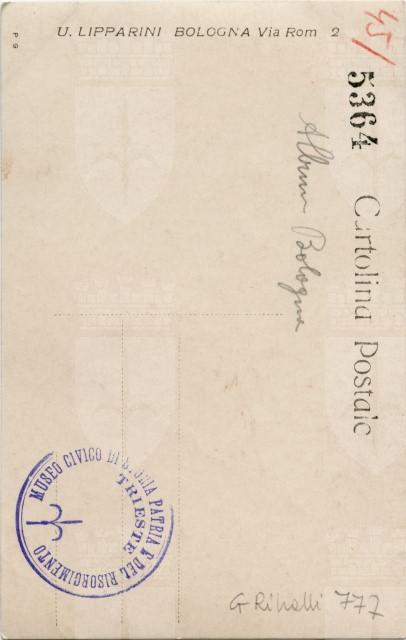 P G
U. LIPPARINI BOLOGNA Via Rom 2
45/
5364
Cartolina Postale
Album Bologna
MUSEO CIVICO DI STORIA PATRIA E DEL RISORGIMENTO
TRIESTE
777